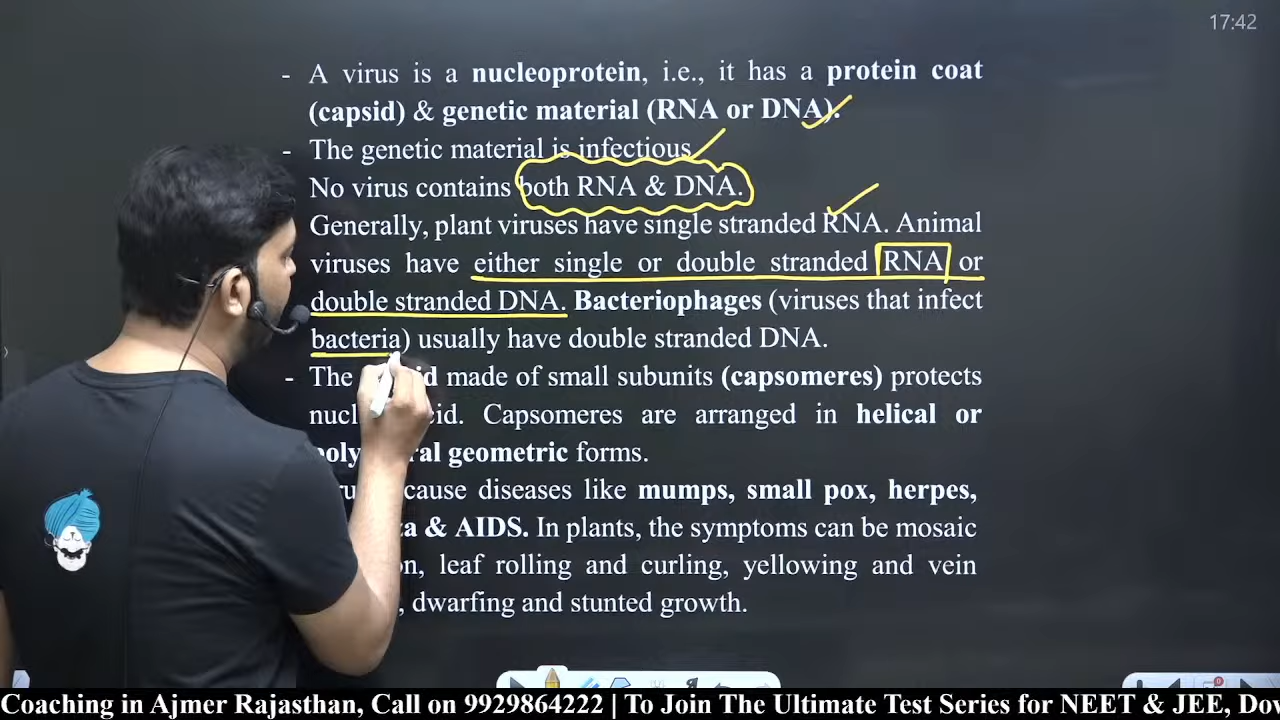 17:42
- A virus is a nucleoprotein, i.e., it has a protein coat
(capsid) & genetic material (RNA or DNA).
- The genetic material is infectious.
No virus contains both RNA & DNA.
Generally, plant viruses have single stranded RNA. Animal
viruses have either single or double stranded RNA or
double stranded DNA. Bacteriophages (viruses that infect
bacteria) usually have double stranded DNA.
- The made of small subunits (capsomeres) protects
Capsomeres are arranged in helical or
geometric forms.
cause diseases like mumps, small pox, herpes,
& AIDS. In plants, the symptoms can be mosaic
leaf rolling and curling, yellowing and vein
, dwarfing and stunted growth.
Coaching in Ajmer Rajasthan, Call on 9929864222 | To Join The Ultimate Test Series for NEET & JEE,